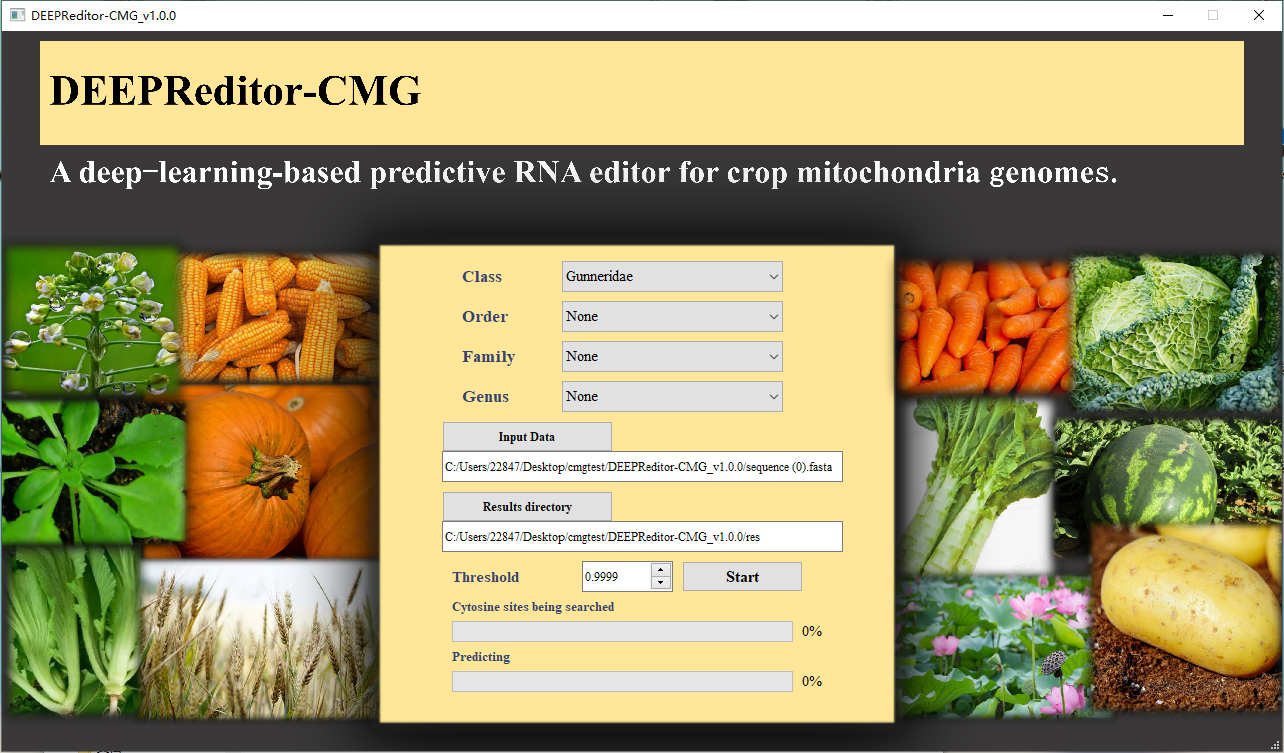 DEEPReditor-CMG_v1.0.0
DEEPReditor-CMG
A deep-learning-based predictive RNA editor for crop mitochondria genomes.
Class Gunneridae
Order None
Family None
Genus None
Input Data
C:/Users/22847/Desktop/cmgtest/DEEPReditor-CMG_v1.0.0/sequence (0).fasta
Results directory
C:/Users/22847/Desktop/cmgtest/DEEPReditor-CMG_v1.0.0/res
Threshold 0.9999 Start
Cytosine sites being searched
0%
Predicting
0%